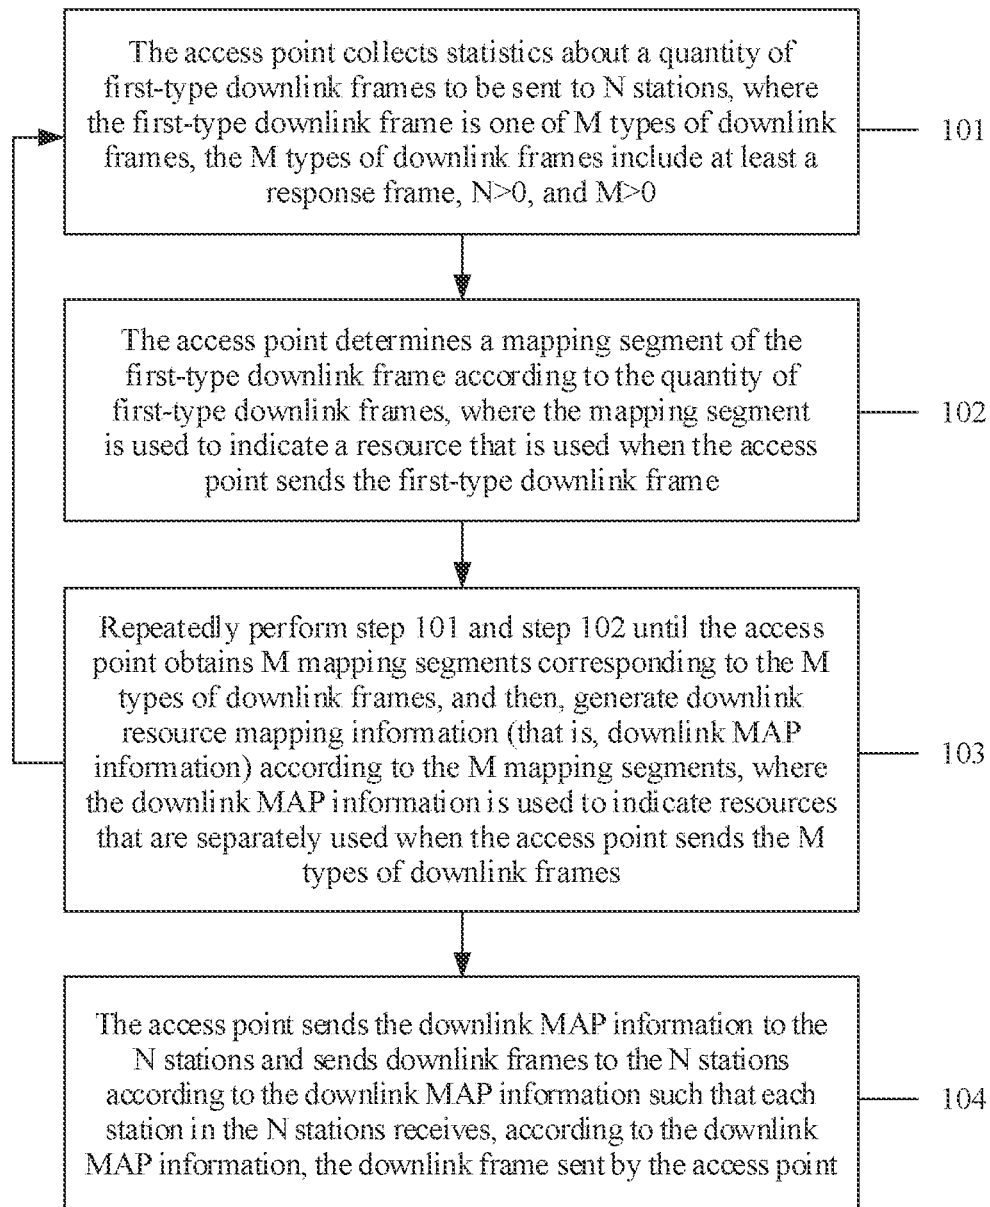 The access point collects statistics about a quantity of
first-type downlink frames to be sent to N stations, where
the first-type downlink frame is one of M types of downlink
frames, the M types of downlink frames include at least a
response frame, N>0, and M>0
101
The access point determines a mapping segment of the
first-type downlink frame according to the quantity of
first-type downlink frames, where the mapping segment
is used to indicate a resource that is used when the access
point sends the first-type downlink frame
102
Repeatedly perform step 101 and step 102 until the access
point obtains M mapping segments corresponding to the M
types of downlink frames, and then, generate downlink
resource mapping information (that is, downlink MAP
information) according to the M mapping segments, where
the downlink MAP information is used to indicate resources
that are separately used when the access point sends the M
types of downlink frames
103
The access point sends the downlink MAP information to the
N stations and sends downlink frames to the N stations
according to the downlink MAP information such that each
station in the N stations receives, according to the downlink
MAP information, the downlink frame sent by the access point
104